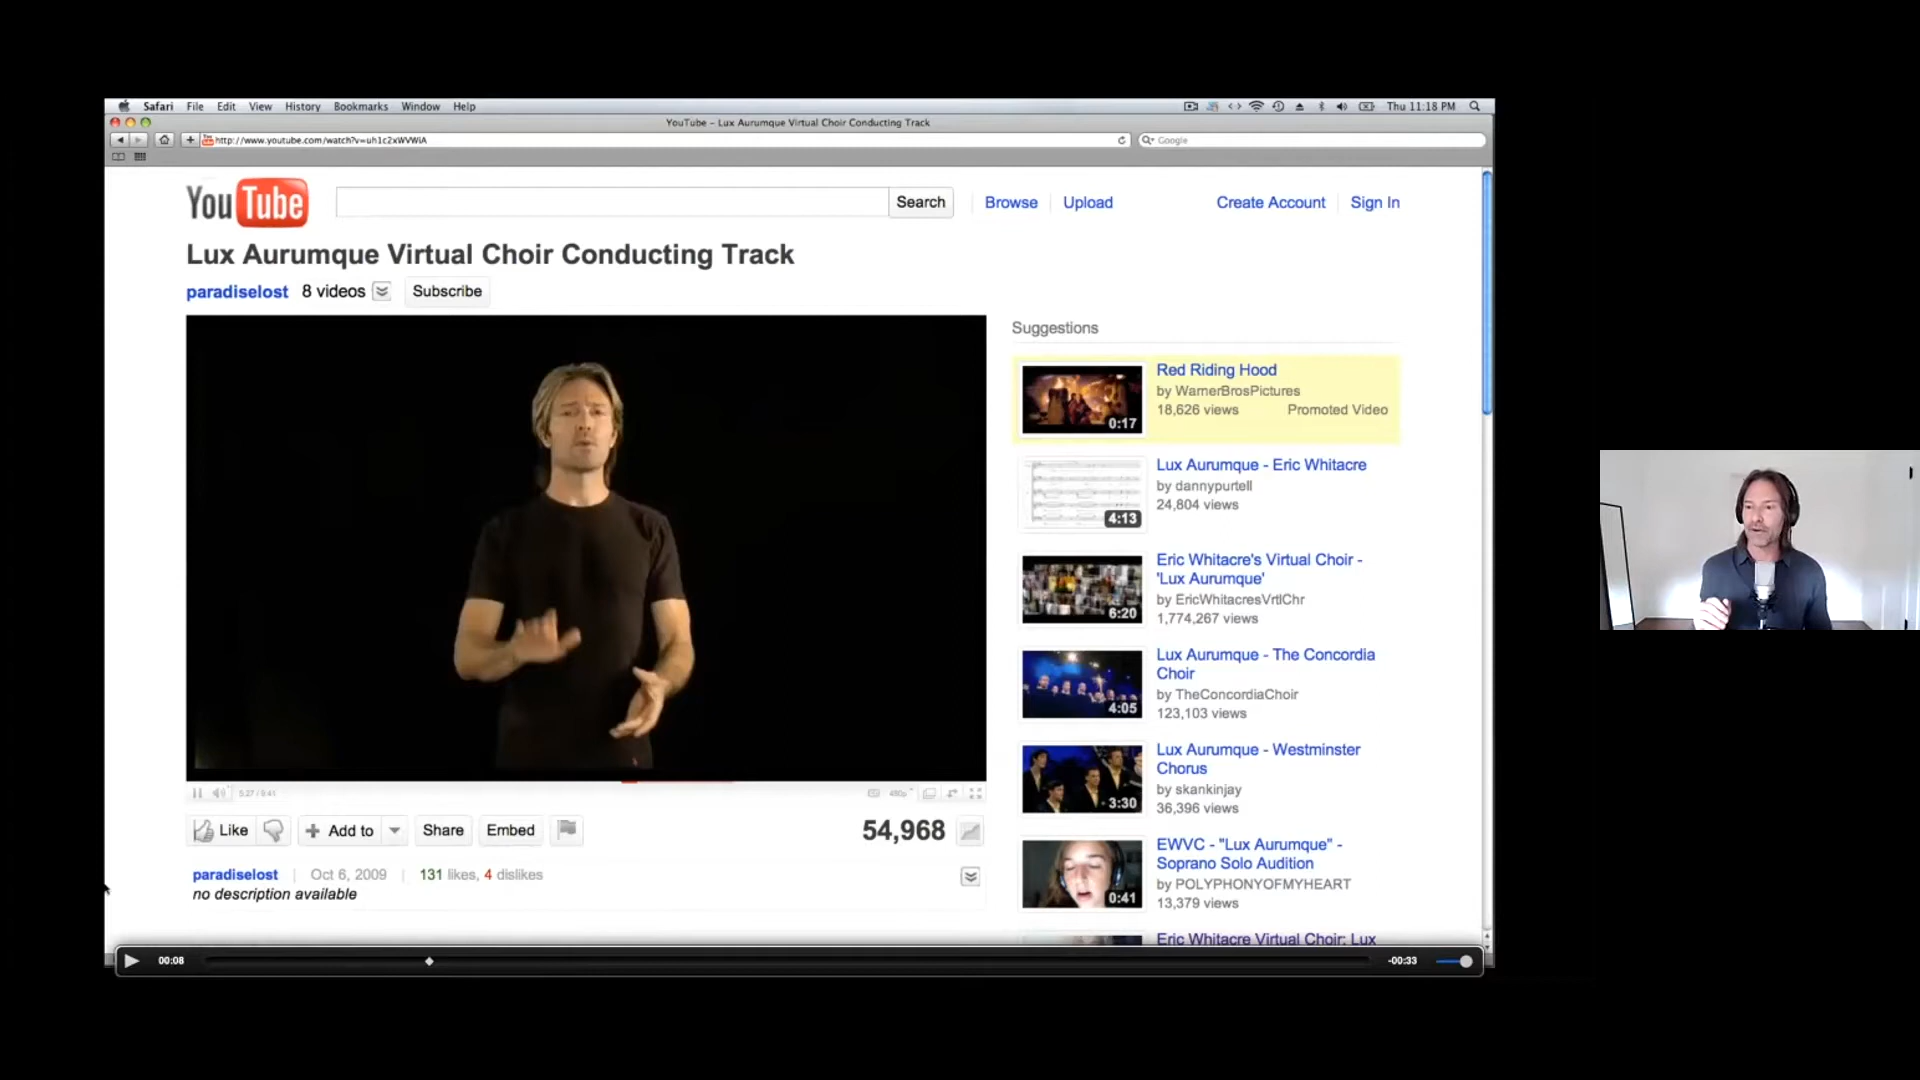 Safari File Edit View History Bookmarks Window Help Thu 11:18 PM
YouTube - Lux Aurumque Virtual Choir Conducting Track
http://www.youtube.com/watch?v=uh1c2xWVWiA Google
YouTube Search Browse Upload Create Account Sign In
Lux Aurumque Virtual Choir Conducting Track
paradiselost 8 videos Subscribe
Suggestions
Red Riding Hood
by WarnerBrosPictures
18,626 views Promoted Video
0:17
Lux Aurumque - Eric Whitacre
by dannypurtell
24,804 views
4:13
Eric Whitacre's Virtual Choir -
'Lux Aurumque'
by EricWhitacresVrtlChr
1,774,267 views
6:20
Lux Aurumque - The Concordia
Choir
by TheConcordiaChoir
123,103 views
4:05
Lux Aurumque - Westminster
Chorus
by skankinjay
36,396 views
3:30
EWVC - "Lux Aurumque" -
Soprano Solo Audition
by POLYPHONYOFMYHEART
13,379 views
0:41
Eric Whitacre Virtual Choir: Lux
5:27 / 9:41 480p
Like Add to Share Embed 54,968
paradiselost | Oct 6, 2009 | 131 likes, 4 dislikes
no description available
00:08 -00:33